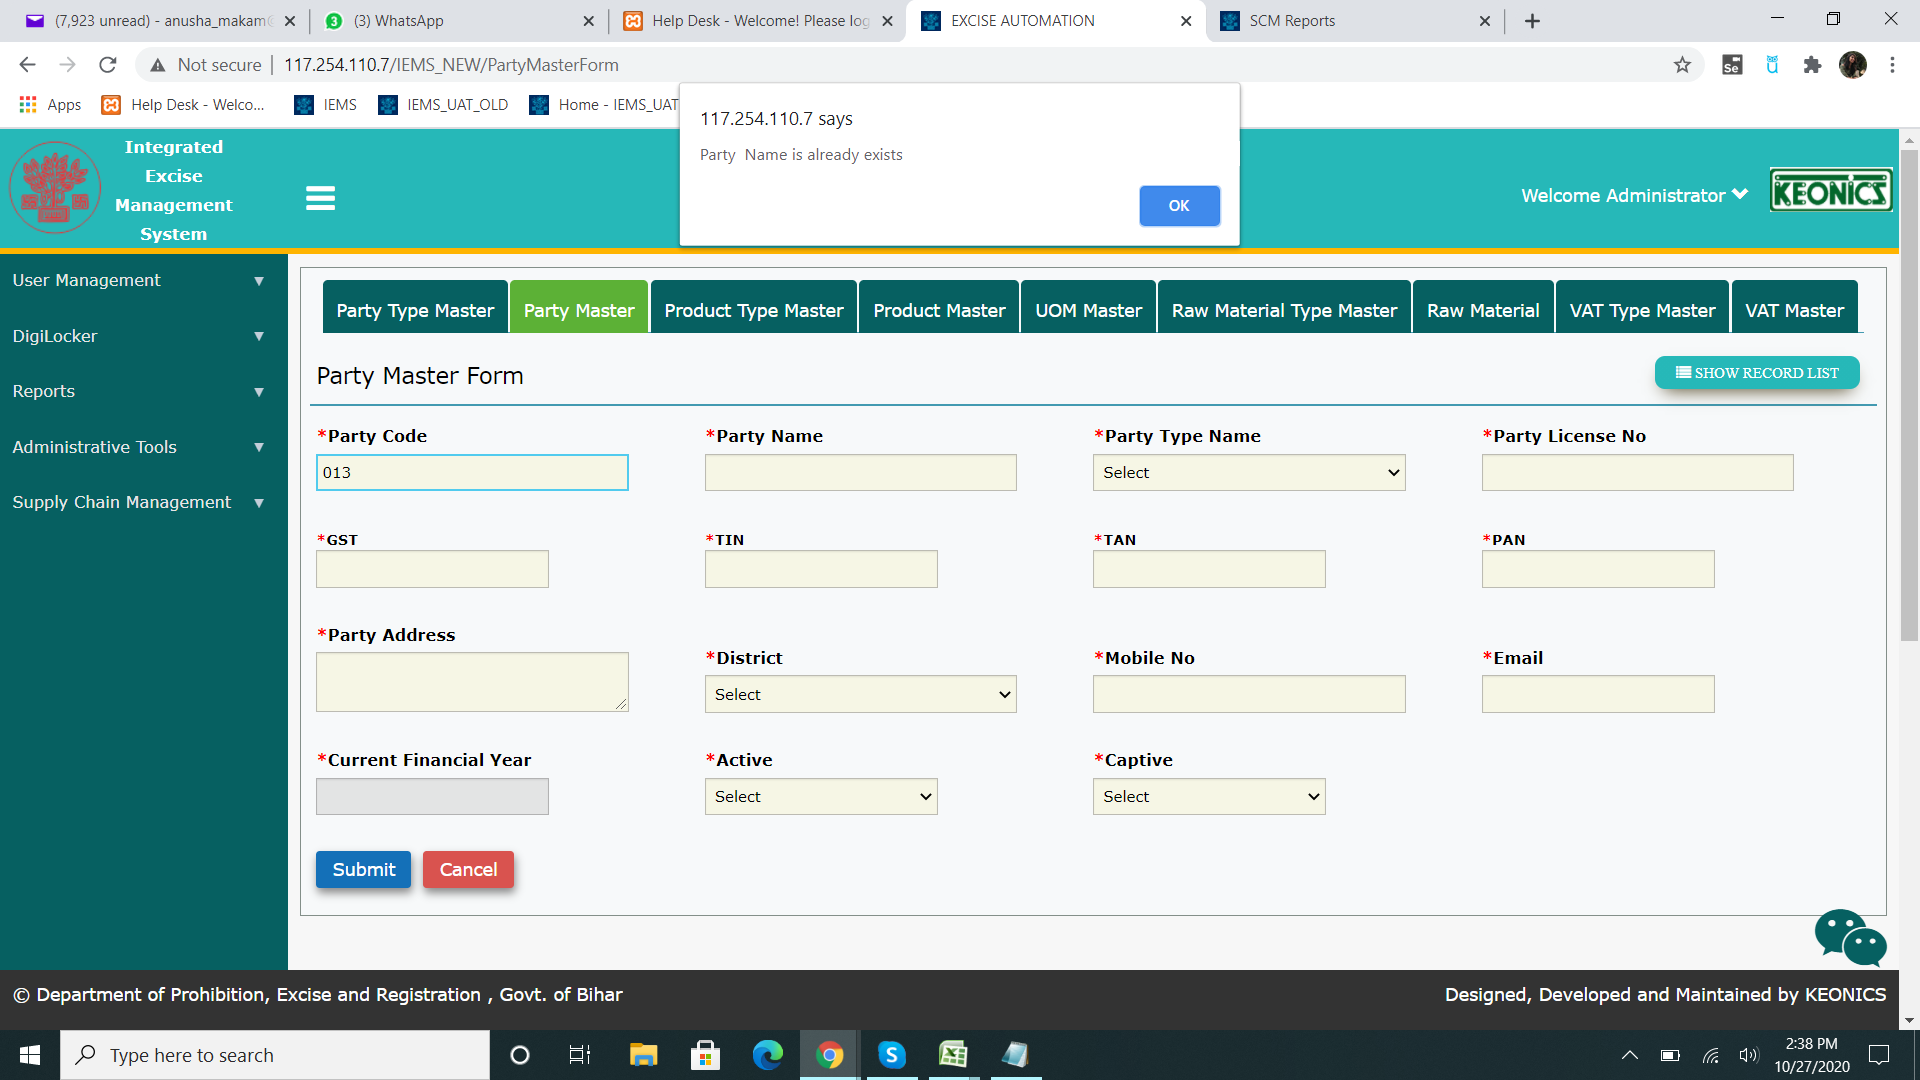 (7,923 unread) - anusha_makam@
(3) WhatsApp
Help Desk - Welcome! Please log
EXCISE AUTOMATION
SCM Reports
Not secure
117.254.110.7/IEMS_NEW/PartyMasterForm
Apps
Help Desk - Welco...
IEMS
IEMS_UAT_OLD
Home - IEMS_UAT
117.254.110.7 says
Party Name is already exists
OK
Integrated
Excise
Management
System
Welcome Administrator
KEONICS
User Management
DigiLocker
Reports
Administrative Tools
Supply Chain Management
Party Type Master
Party Master
Product Type Master
Product Master
UOM Master
Raw Material Type Master
Raw Material
VAT Type Master
VAT Master
Party Master Form
SHOW RECORD LIST
*Party Code
*Party Name
*Party Type Name
*Party License No
013
Select
*GST
*TIN
*TAN
*PAN
*Party Address
*District
*Mobile No
*Email
Select
*Current Financial Year
*Active
*Captive
Select
Select
Submit
Cancel
© Department of Prohibition, Excise and Registration , Govt. of Bihar
Designed, Developed and Maintained by KEONICS
Type here to search
2:38 PM
10/27/2020